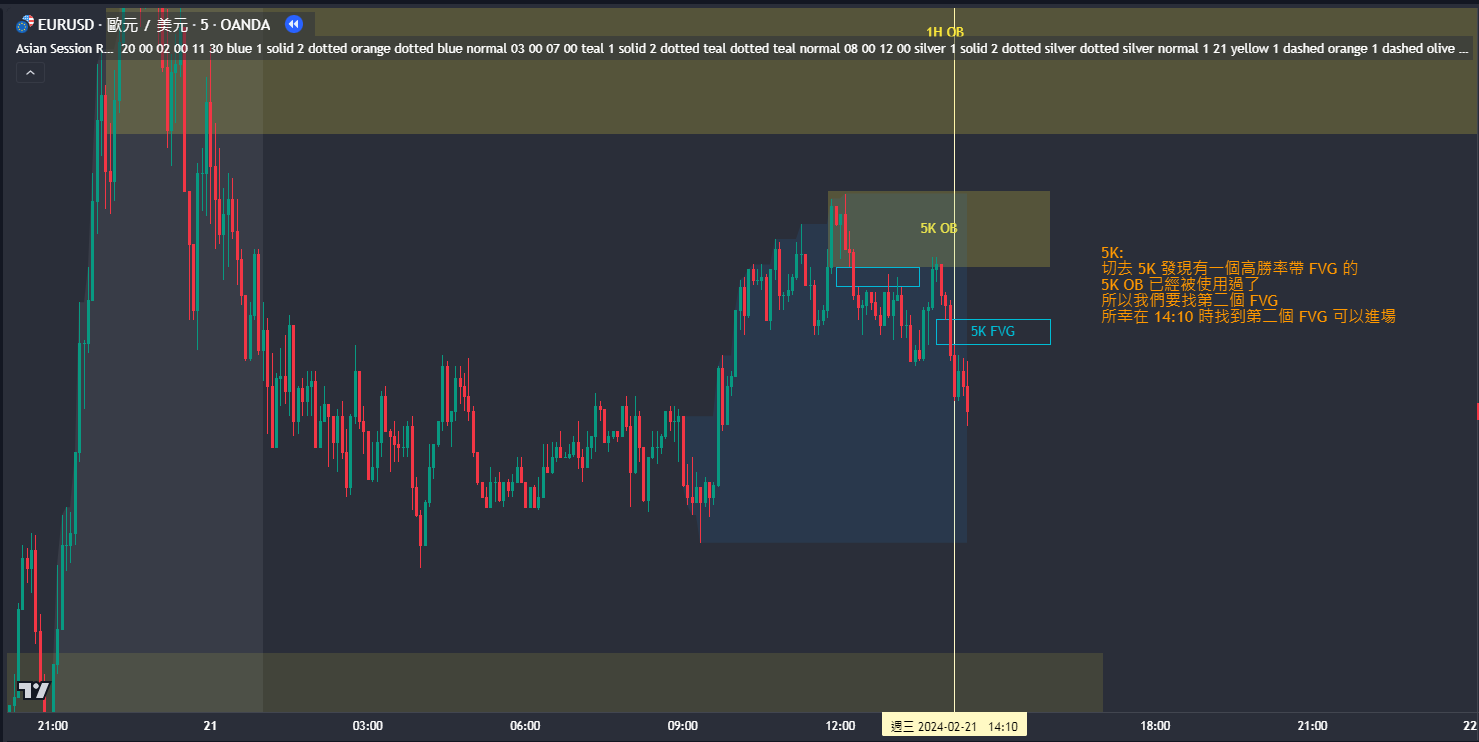 EURUSD · 歐元 / 美元 · 5 · OANDA
1H OB
Asian Session R... 20 00 02 00 11 30 blue 1 solid 2 dotted orange dotted blue normal 03 00 07 00 teal 1 solid 2 dotted teal dotted teal normal 08 00 12 00 silver 1 solid 2 dotted silver dotted silver normal 1 21 yellow 1 dashed orange 1 dashed olive ...
5K OB
5K:
切去 5K 發現有一個高勝率帶 FVG 的
5K OB 已經被使用過了
所以我們要找第二個 FVG
所幸在 14:10 時找到第二個 FVG 可以進場
5K FVG
21:00 21 03:00 06:00 09:00 12:00 週三 2024-02-21 14:10 18:00 21:00 22